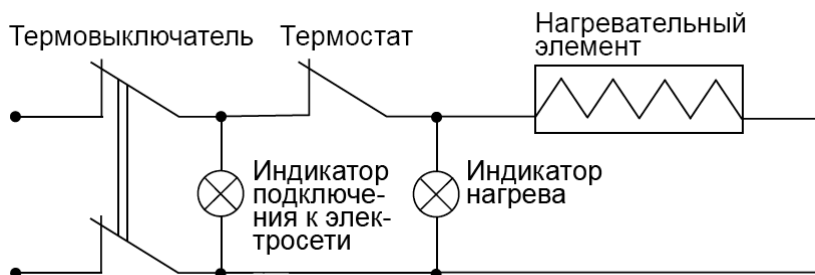 Термовыключатель
Термостат
Нагревательный
элемент
Индикатор
подключе-
ния к элек-
тросети
Индикатор
нагрева